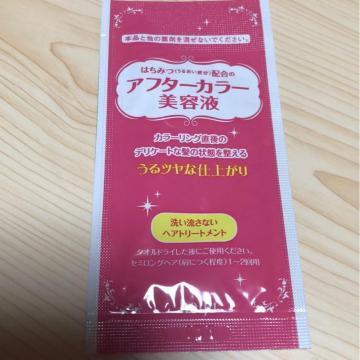 本品と他の薬剤を混ぜないでください。
はちみつ(うるおい成分)配合の
アフターカラー
美容液
カラーリング直後の
デリケートな髪の状態を整える
うるツヤな仕上がり
洗い流さない
ヘアトリートメント
タオルドライした後にご使用ください。
セミロングヘア(肩につく程度)1〜2回用